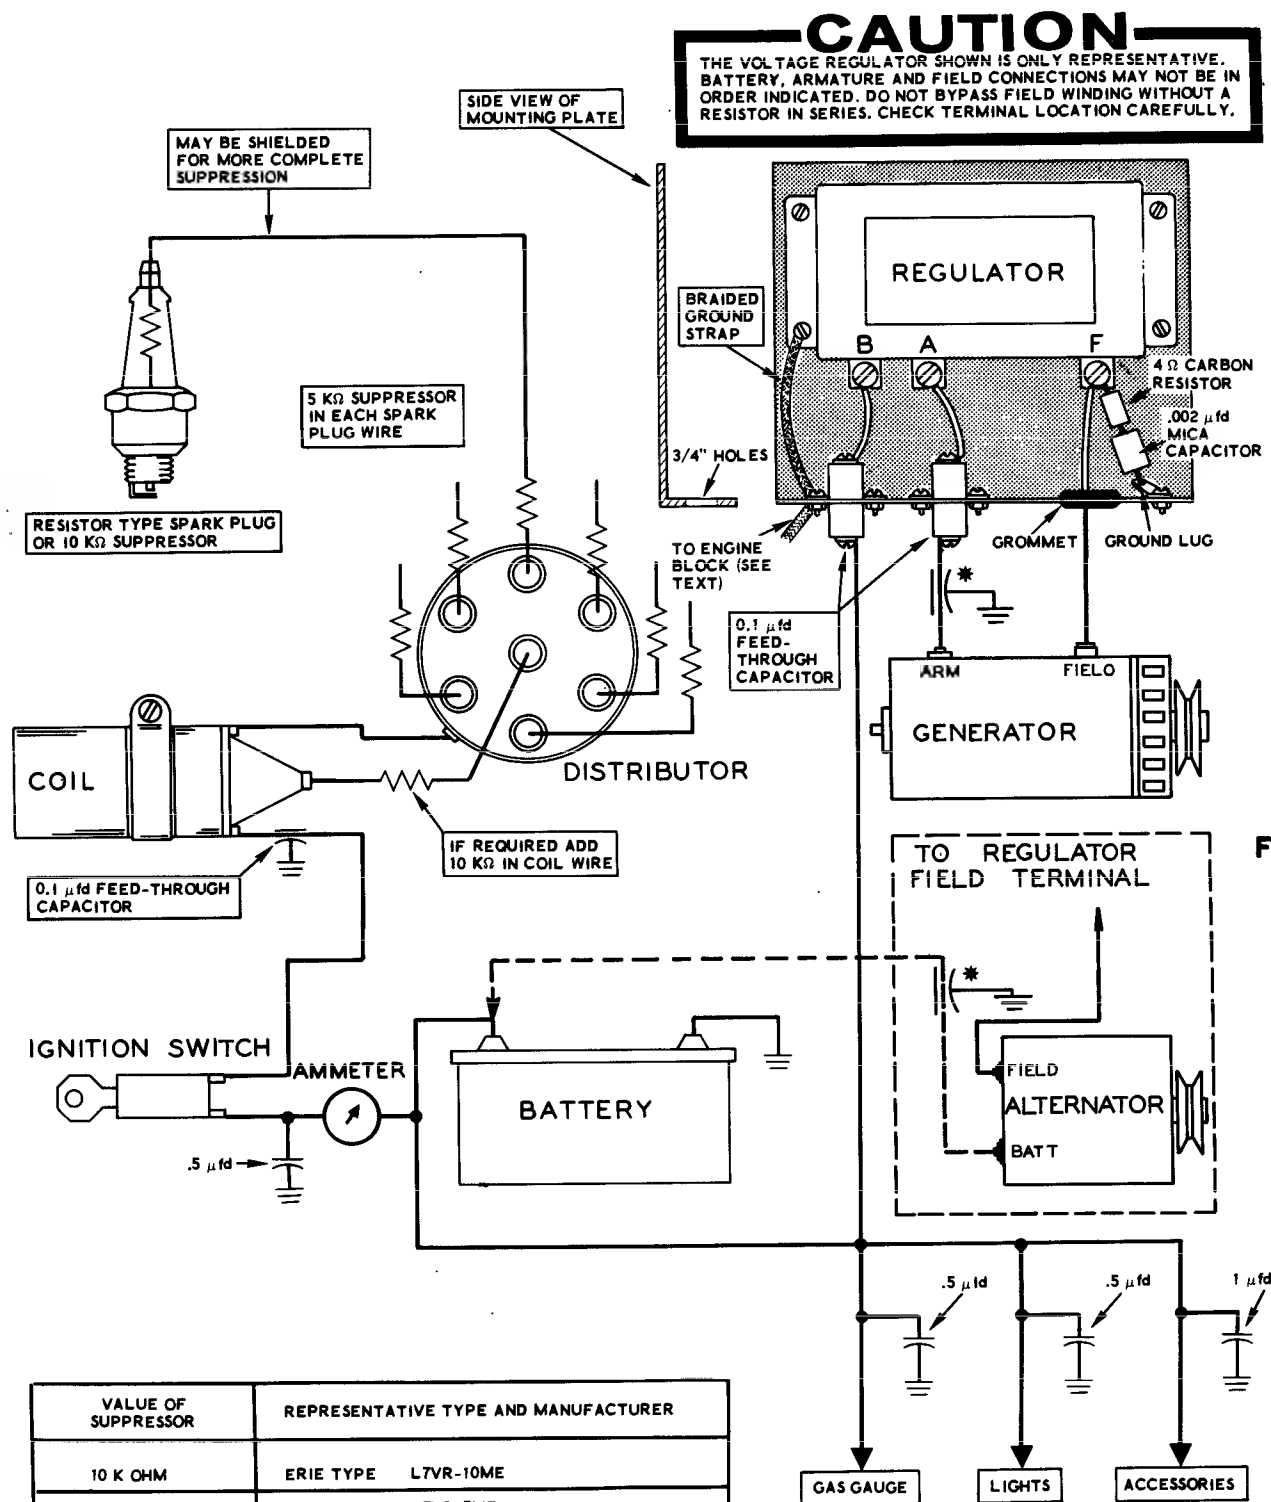 CAUTION
THE VOLTAGE REGULATOR SHOWN IS ONLY REPRESENTATIVE.
BATTERY, ARMATURE AND FIELD CONNECTIONS MAY NOT BE IN
ORDER INDICATED. DO NOT BYPASS FIELD WINDING WITHOUT A
RESISTOR IN SERIES. CHECK TERMINAL LOCATION CAREFULLY.
SIDE VIEW OF
MOUNTING PLATE
MAY BE SHIELDED
FOR MORE COMPLETE
SUPPRESSION
REGULATOR
BRAIDED
GROUND
STRAP
B
A
F
4 Ω CARBON
RESISTOR
.002 μfd
MICA
CAPACITOR
5 KΩ SUPPRESSOR
IN EACH SPARK
PLUG WIRE
3/4" HOLES
RESISTOR TYPE SPARK PLUG
OR 10 KΩ SUPPRESSOR
TO ENGINE
BLOCK (SEE
TEXT)
GROMMET
GROUND LUG
*
0.1 μfd
FEED-
THROUGH
CAPACITOR
ARM
FIELD
GENERATOR
COIL
DISTRIBUTOR
IF REQUIRED ADD
10 KΩ IN COIL WIRE
0.1 μfd FEED-THROUGH
CAPACITOR
TO REGULATOR
FIELD TERMINAL
F
*
IGNITION SWITCH
AMMETER
BATTERY
FIELD
ALTERNATOR
BATT
.5 μfd
.5 μfd
.5 μfd
1 μfd
VALUE OF
SUPPRESSOR
REPRESENTATIVE TYPE AND MANUFACTURER
10 K OHM
ERIE TYPE L7VR-10ME
GAS GAUGE
LIGHTS
ACCESSORIES